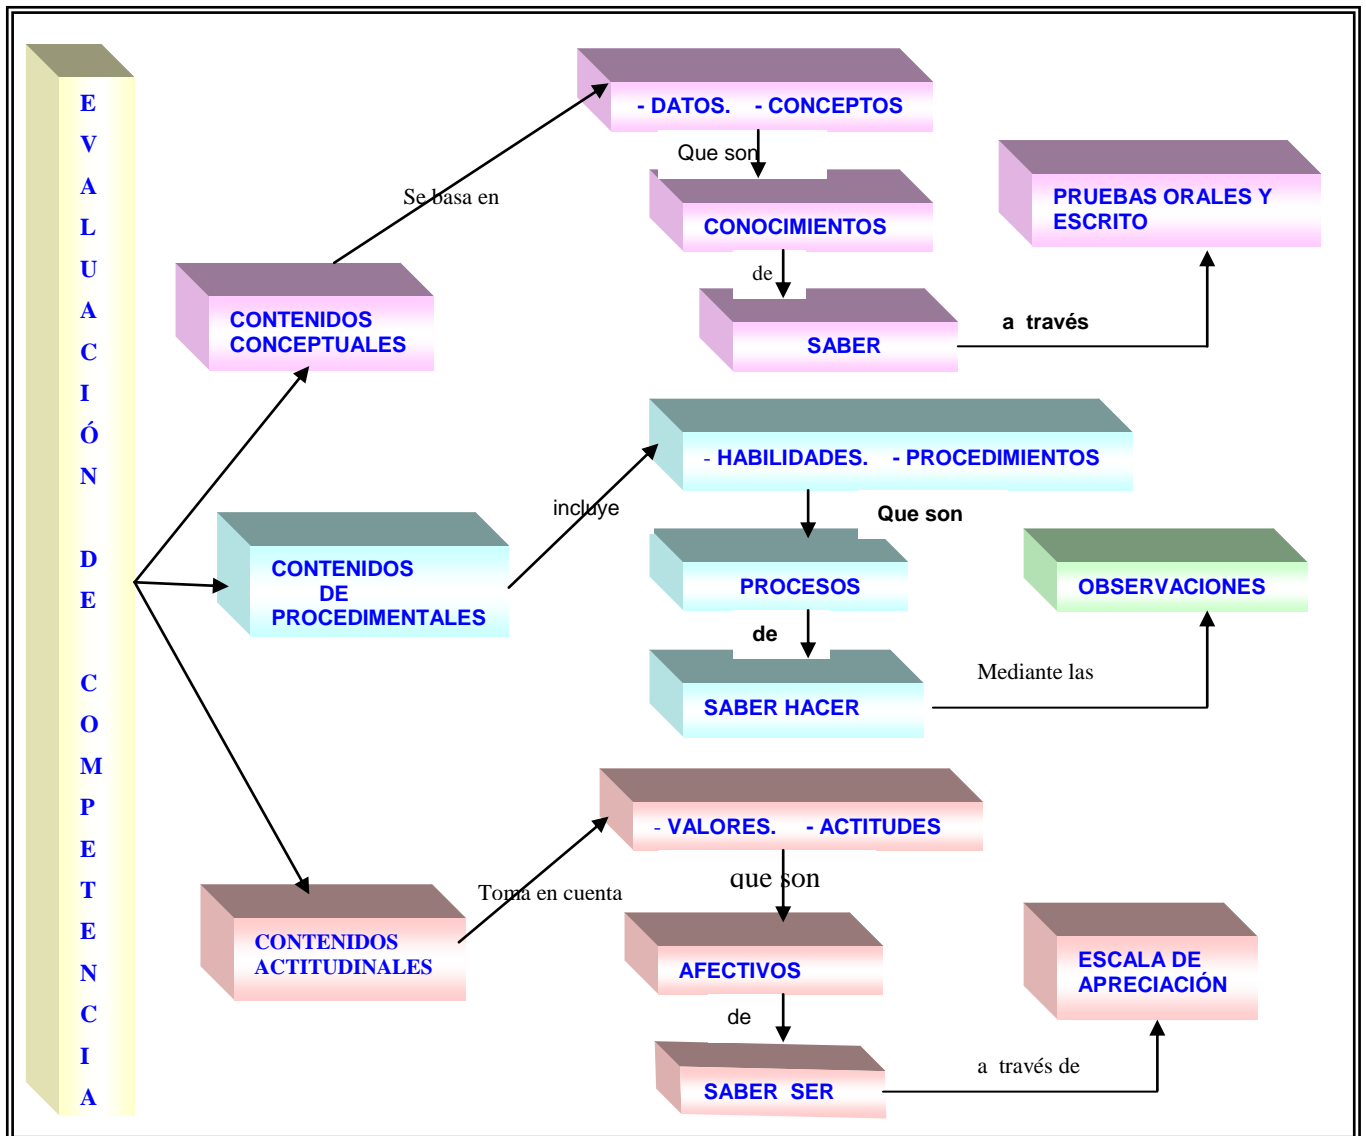 EVALUACIÓN DE COMPETENCIA
- DATOS. - CONCEPTOS
Que son
Se basa en
CONOCIMIENTOS
de
SABER
a través
PRUEBAS ORALES Y
ESCRITO
CONTENIDOS
CONCEPTUALES
- HABILIDADES. - PROCEDIMIENTOS
incluye
Que son
CONTENIDOS
DE
PROCEDIMENTALES
PROCESOS
de
SABER HACER
Mediante las
OBSERVACIONES
- VALORES. - ACTITUDES
Toma en cuenta
que son
CONTENIDOS
ACTITUDINALES
AFECTIVOS
de
SABER SER
a través de
ESCALA DE
APRECIACIÓN